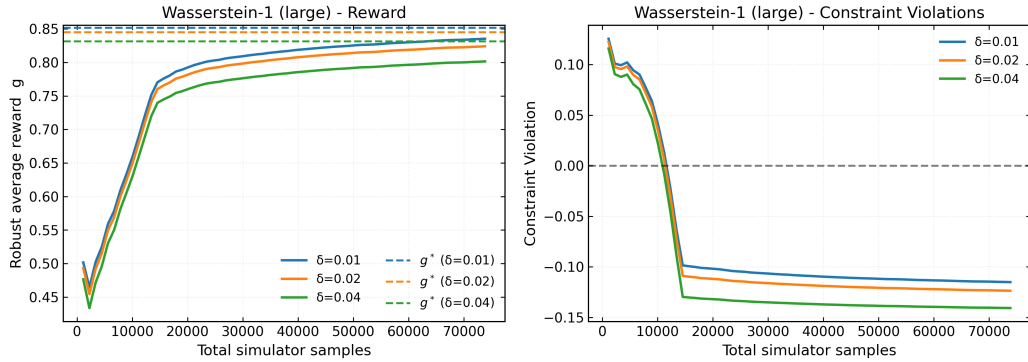 Wasserstein-1 (large) - Reward
Robust average reward g
0.85
0.80
0.75
0.70
0.65
0.60
0.55
0.50
0.45
δ=0.01
δ=0.02
δ=0.04
g* (δ=0.01)
g* (δ=0.02)
g* (δ=0.04)
0 10000 20000 30000 40000 50000 60000 70000
Total simulator samples
Wasserstein-1 (large) - Constraint Violations
Constraint Violation
0.10
0.05
0.00
−0.05
−0.10
−0.15
δ=0.01
δ=0.02
δ=0.04
0 10000 20000 30000 40000 50000 60000 70000
Total simulator samples